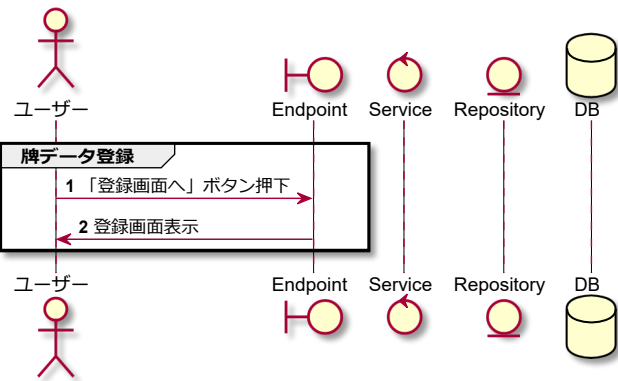 ユーザー Endpoint Service Repository DB
牌データ登録
1 「登録画面へ」ボタン押下
2 登録画面表示
ユーザー Endpoint Service Repository DB